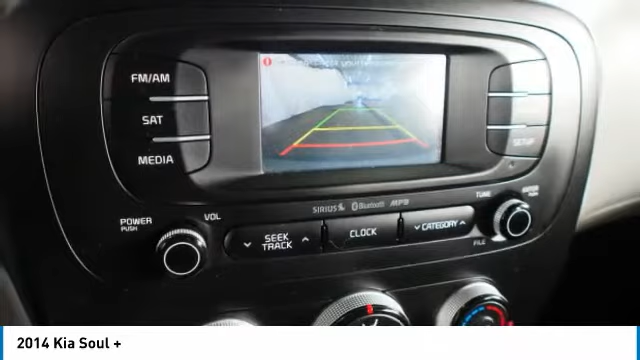 FM/AM
SAT
MEDIA
SETUP
SIRIUS Bluetooth MP3
POWER
PUSH
VOL
SEEK
TRACK
CLOCK
CATEGORY
TUNE
PUSH
FILE
2014 Kia Soul +